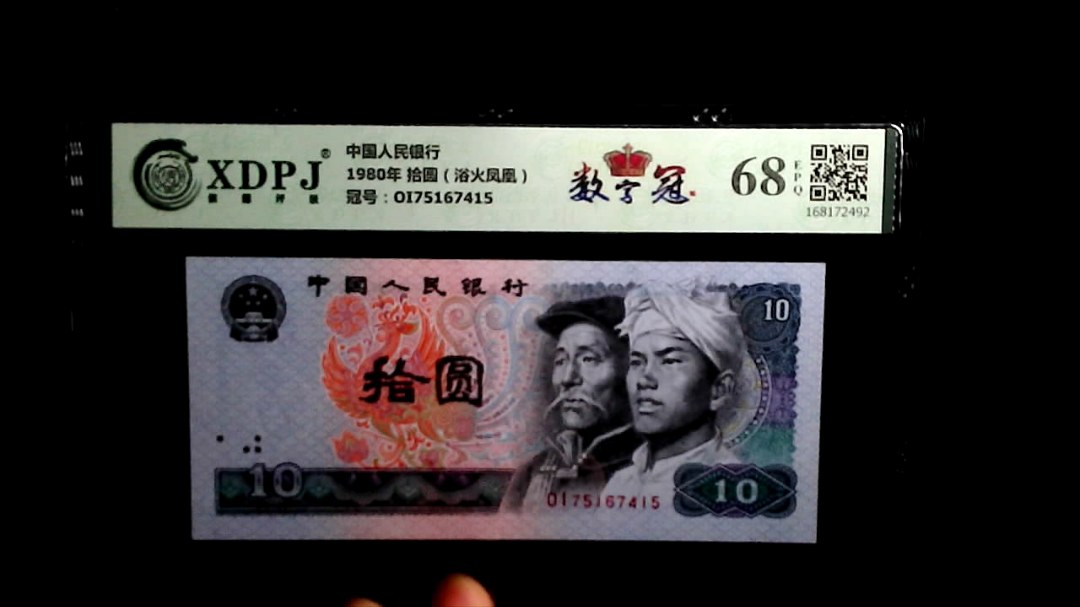 XDPJ®
中国人民银行
1980年 拾圆（浴火凤凰）
冠号：OI75167415
数字冠
68
EPQ
168172492
中国人民银行
10
拾圆
10
OI75167415
10